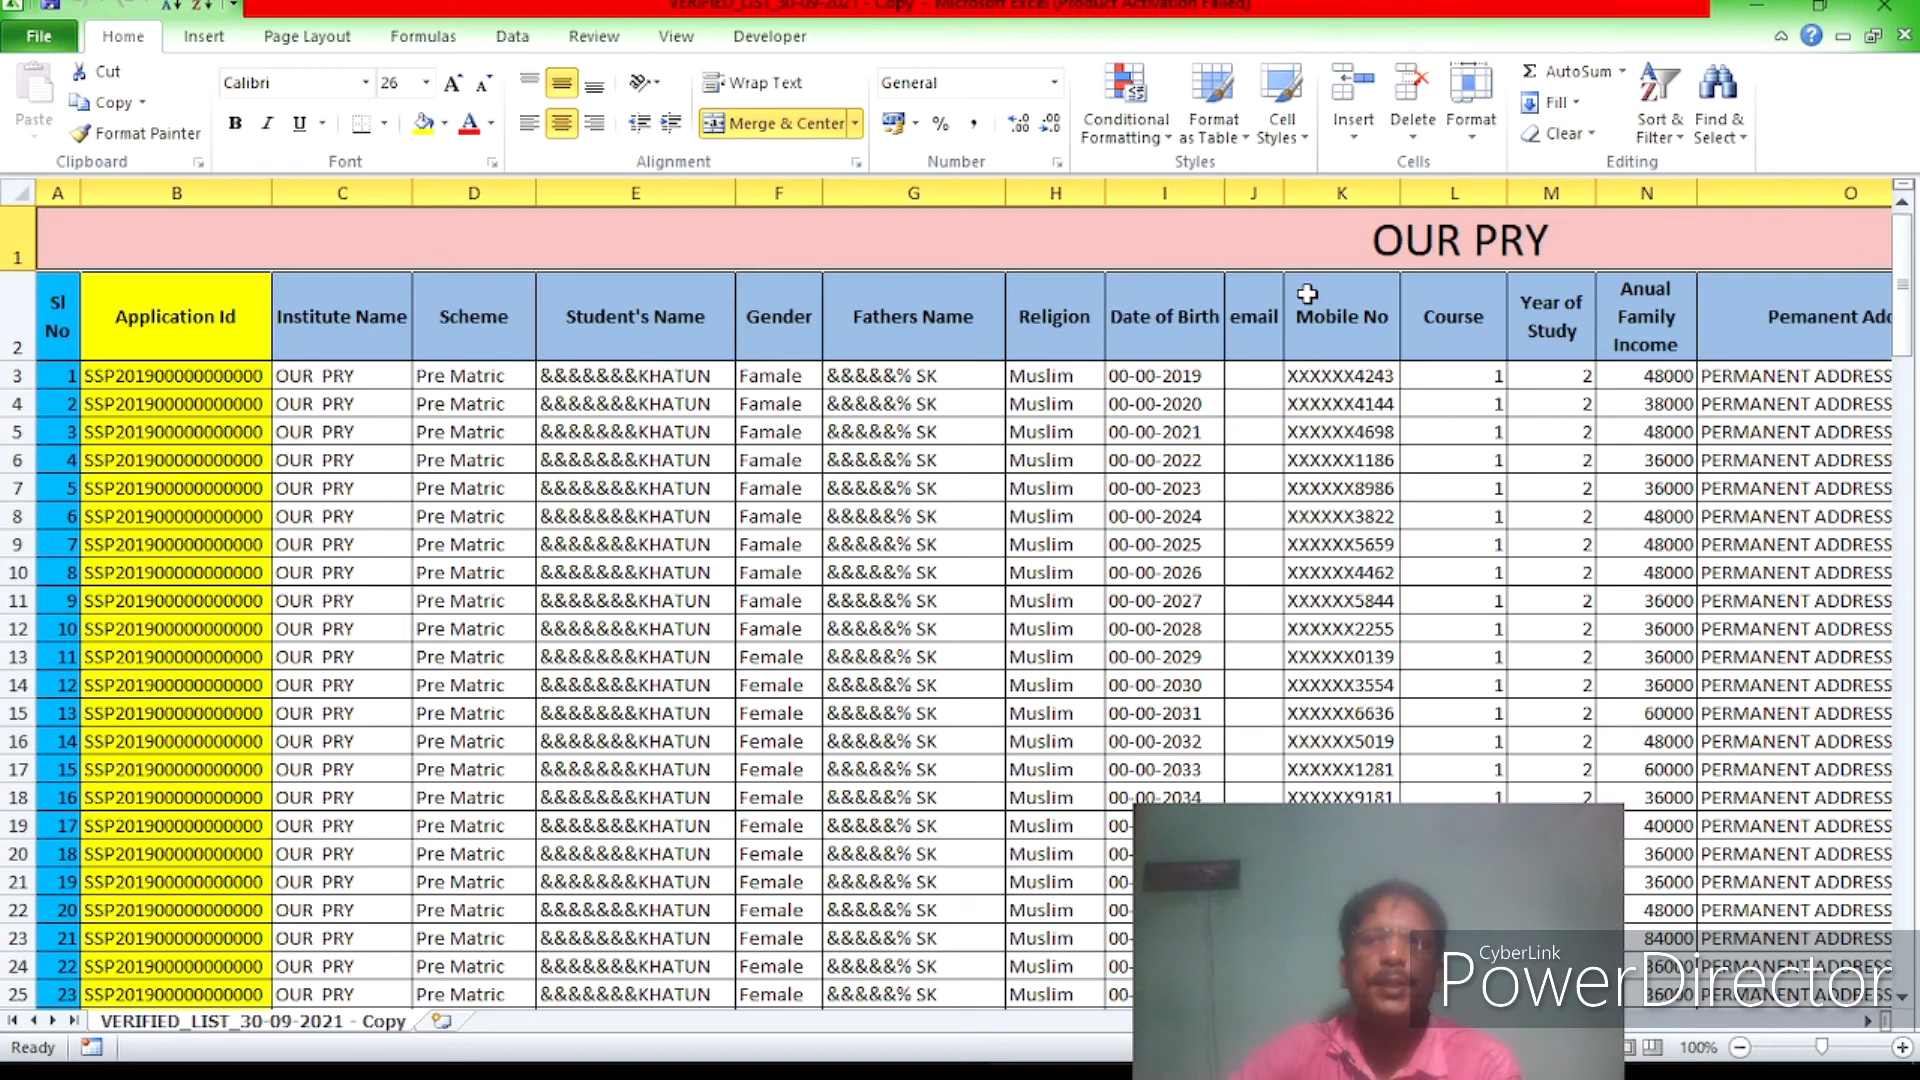 VERIFIED_LIST_30-09-2021 - Copy - Microsoft Excel (Product Activation Failed)
File Home Insert Page Layout Formulas Data Review View Developer
Cut
Copy
Format Painter
Paste
Clipboard
Calibri 26
B I U
Font
Wrap Text
Merge & Center
Alignment
General
% ,
Number
Conditional Formatting
Format as Table
Cell Styles
Styles
Insert Delete Format
Cells
Σ AutoSum
Fill
Clear
Sort & Filter
Find & Select
Editing
A B C D E F G H I J K L M N O
1 OUR PRY
2 Sl No Application Id Institute Name Scheme Student's Name Gender Fathers Name Religion Date of Birth email Mobile No Course Year of Study Anual Family Income Pemanent Adc
3 1 SSP201900000000000 OUR PRY Pre Matric &&&&&&&KHATUN Famale &&&&&% SK Muslim 00-00-2019 XXXXXX4243 1 2 48000 PERMANENT ADDRESS
4 2 SSP201900000000000 OUR PRY Pre Matric &&&&&&&KHATUN Famale &&&&&% SK Muslim 00-00-2020 XXXXXX4144 1 2 38000 PERMANENT ADDRESS
5 3 SSP201900000000000 OUR PRY Pre Matric &&&&&&&KHATUN Famale &&&&&% SK Muslim 00-00-2021 XXXXXX4698 1 2 48000 PERMANENT ADDRESS
6 4 SSP201900000000000 OUR PRY Pre Matric &&&&&&&KHATUN Famale &&&&&% SK Muslim 00-00-2022 XXXXXX1186 1 2 36000 PERMANENT ADDRESS
7 5 SSP201900000000000 OUR PRY Pre Matric &&&&&&&KHATUN Famale &&&&&% SK Muslim 00-00-2023 XXXXXX8986 1 2 36000 PERMANENT ADDRESS
8 6 SSP201900000000000 OUR PRY Pre Matric &&&&&&&KHATUN Famale &&&&&% SK Muslim 00-00-2024 XXXXXX3822 1 2 48000 PERMANENT ADDRESS
9 7 SSP201900000000000 OUR PRY Pre Matric &&&&&&&KHATUN Famale &&&&&% SK Muslim 00-00-2025 XXXXXX5659 1 2 48000 PERMANENT ADDRESS
10 8 SSP201900000000000 OUR PRY Pre Matric &&&&&&&KHATUN Famale &&&&&% SK Muslim 00-00-2026 XXXXXX4462 1 2 48000 PERMANENT ADDRESS
11 9 SSP201900000000000 OUR PRY Pre Matric &&&&&&&KHATUN Famale &&&&&% SK Muslim 00-00-2027 XXXXXX5844 1 2 36000 PERMANENT ADDRESS
12 10 SSP201900000000000 OUR PRY Pre Matric &&&&&&&KHATUN Famale &&&&&% SK Muslim 00-00-2028 XXXXXX2255 1 2 36000 PERMANENT ADDRESS
13 11 SSP201900000000000 OUR PRY Pre Matric &&&&&&&KHATUN Female &&&&&% SK Muslim 00-00-2029 XXXXXX0139 1 2 36000 PERMANENT ADDRESS
14 12 SSP201900000000000 OUR PRY Pre Matric &&&&&&&KHATUN Female &&&&&% SK Muslim 00-00-2030 XXXXXX3554 1 2 36000 PERMANENT ADDRESS
15 13 SSP201900000000000 OUR PRY Pre Matric &&&&&&&KHATUN Female &&&&&% SK Muslim 00-00-2031 XXXXXX6636 1 2 60000 PERMANENT ADDRESS
16 14 SSP201900000000000 OUR PRY Pre Matric &&&&&&&KHATUN Female &&&&&% SK Muslim 00-00-2032 XXXXXX5019 1 2 48000 PERMANENT ADDRESS
17 15 SSP201900000000000 OUR PRY Pre Matric &&&&&&&KHATUN Female &&&&&% SK Muslim 00-00-2033 XXXXXX1281 1 2 60000 PERMANENT ADDRESS
18 16 SSP201900000000000 OUR PRY Pre Matric &&&&&&&KHATUN Female &&&&&% SK Muslim 00-00-2034 XXXXXX9181 1 2 36000 PERMANENT ADDRESS
19 17 SSP201900000000000 OUR PRY Pre Matric &&&&&&&KHATUN Female &&&&&% SK Muslim 00- 40000 PERMANENT ADDRESS
20 18 SSP201900000000000 OUR PRY Pre Matric &&&&&&&KHATUN Female &&&&&% SK Muslim 00- 36000 PERMANENT ADDRESS
21 19 SSP201900000000000 OUR PRY Pre Matric &&&&&&&KHATUN Female &&&&&% SK Muslim 00- 36000 PERMANENT ADDRESS
22 20 SSP201900000000000 OUR PRY Pre Matric &&&&&&&KHATUN Female &&&&&% SK Muslim 00- 48000 PERMANENT ADDRESS
23 21 SSP201900000000000 OUR PRY Pre Matric &&&&&&&KHATUN Female &&&&&% SK Muslim 00- 84000 PERMANENT ADDRESS
24 22 SSP201900000000000 OUR PRY Pre Matric &&&&&&&KHATUN Female &&&&&% SK Muslim 00- 36000 PERMANENT ADDRESS
25 23 SSP201900000000000 OUR PRY Pre Matric &&&&&&&KHATUN Female &&&&&% SK Muslim 00- 36000 PERMANENT ADDRESS
CyberLink
PowerDirector
VERIFIED_LIST_30-09-2021 - Copy
Ready 100%